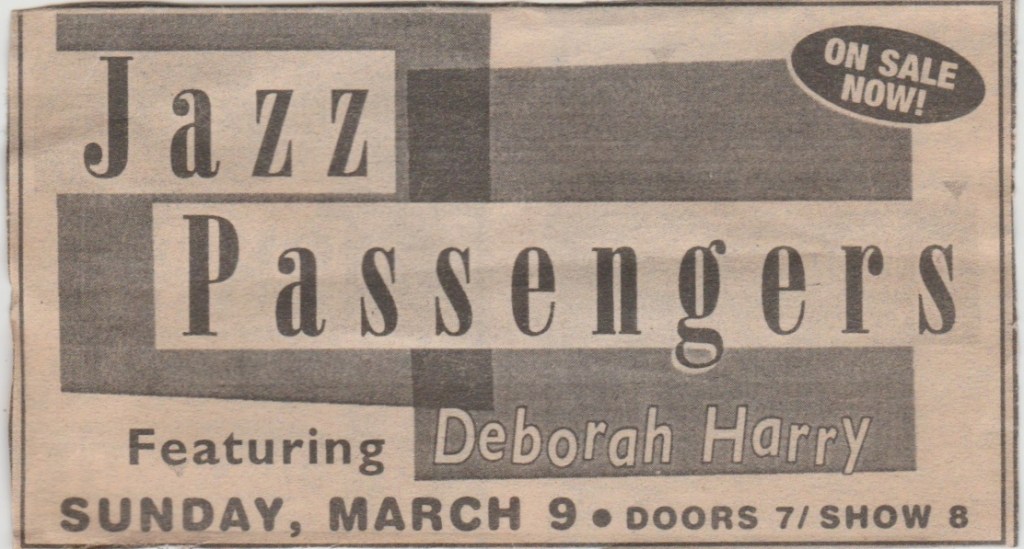 ON SALE
NOW!
Jazz
Passengers
Featuring Deborah Harry
SUNDAY, MARCH 9 • DOORS 7/ SHOW 8